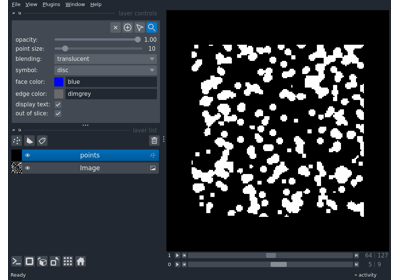 File View Plugins Window Help
layer controls
opacity: 1.00
point size: 10
blending: translucent
symbol: disc
face color: blue
edge color: dimgrey
display text:
out of slice:
layer list
points
Image
1 64 127
0 5 9
Ready activity